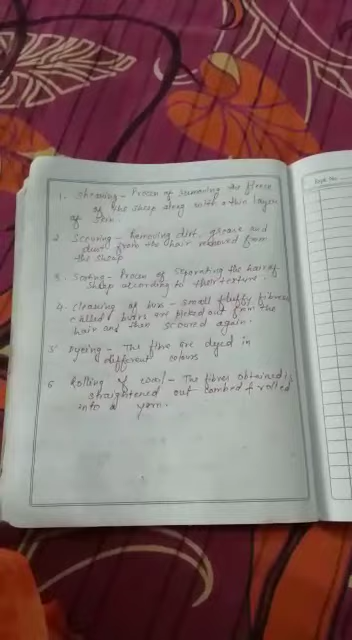 1. Shearing - Process of removing the fleece
of the sheep along with a thin layer
of skin.
2. Scouring - Removing dirt, grease and
dust from the hair removed from
the sheep
3. Sorting - Process of separating the hair of
sheep according to their texture.
4. Cleaning of burs - small fluffy fibres
called burrs are picked out from the
hair and then scoured again.
5 Dyeing - The fibre are dyed in
different colours
6 Rolling of wool - The fibres obtained is
straightened out combed & rolled
into a yarn.